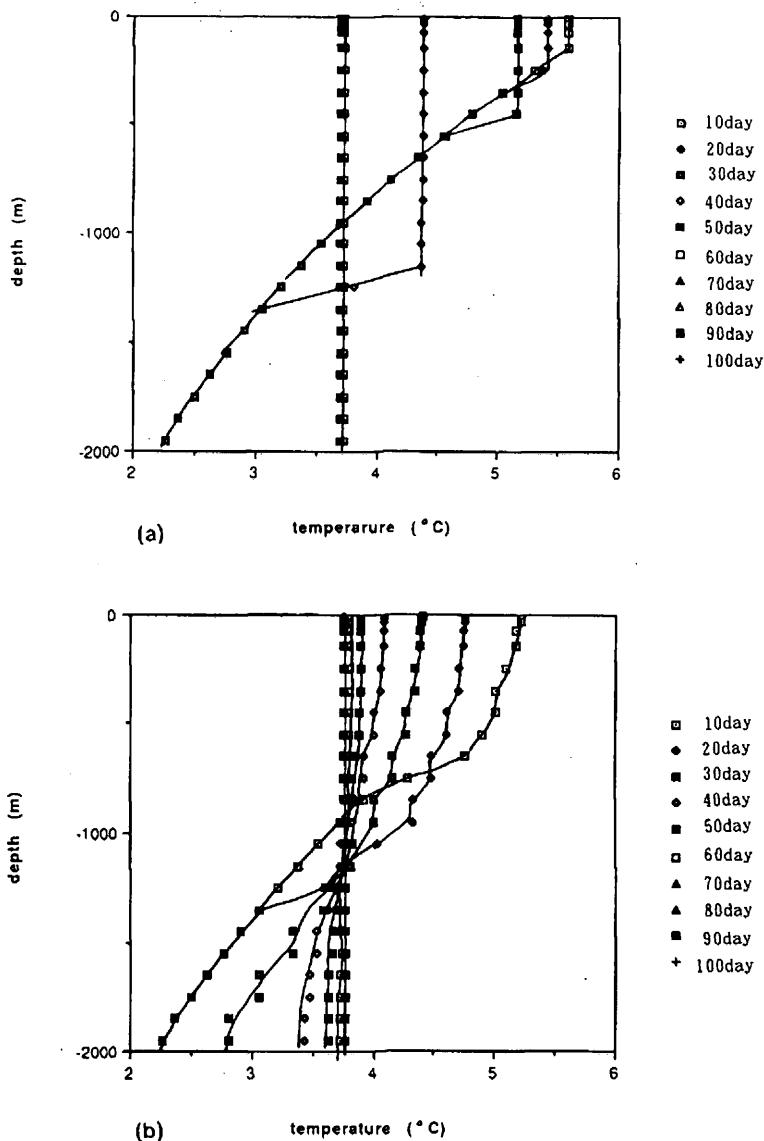 0
-1000
-2000
depth (m)
2 3 4 5 6
(a) temperarure (°C)
10day
20day
30day
40day
50day
60day
70day
80day
90day
100day
0
-1000
-2000
depth (m)
2 3 4 5 6
(b) temperature (°C)
10day
20day
30day
40day
50day
60day
70day
80day
90day
100day